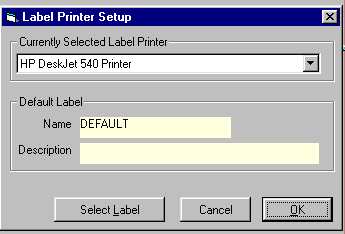 Label Printer Setup
Currently Selected Label Printer
HP DeskJet 540 Printer
Default Label
Name DEFAULT
Description
Select Label Cancel OK